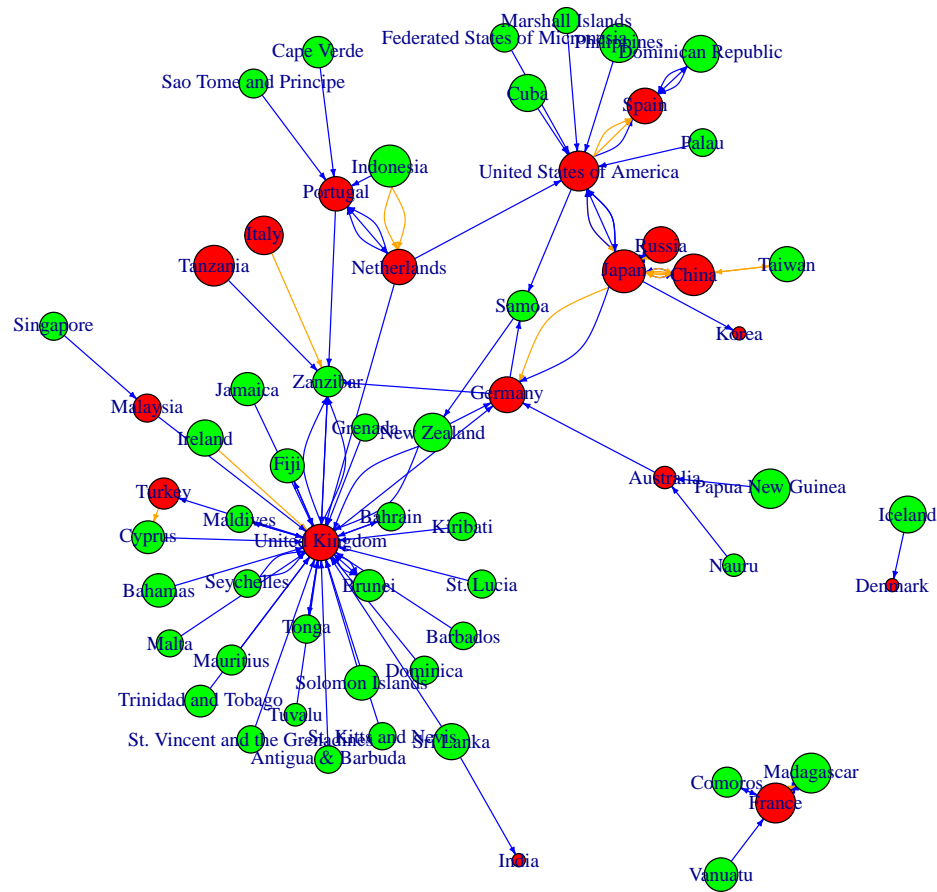 Marshall Islands
Federated States of Micronesia
Philippines
Cape Verde
Dominican Republic
Sao Tome and Principe
Cuba
Spain
Palau
Indonesia
United States of America
Portugal
Italy
Russia
Tanzania
Netherlands
Japan
China
Taiwan
Samoa
Singapore
Korea
Jamaica
Zanzibar
Germany
Malaysia
Ireland
Grenada
New Zealand
Fiji
Australia
Papua New Guinea
Turkey
Maldives
Bahrain
Kiribati
Iceland
Cyprus
United Kingdom
Nauru
Bahamas
Seychelles
Brunei
St. Lucia
Denmark
Malta
Tonga
Barbados
Mauritius
Dominica
Solomon Islands
Trinidad and Tobago
Tuvalu
St. Vincent and the Grenadines
St. Kitts and Nevis
Sri Lanka
Antigua & Barbuda
Madagascar
Comoros
France
India
Vanuatu